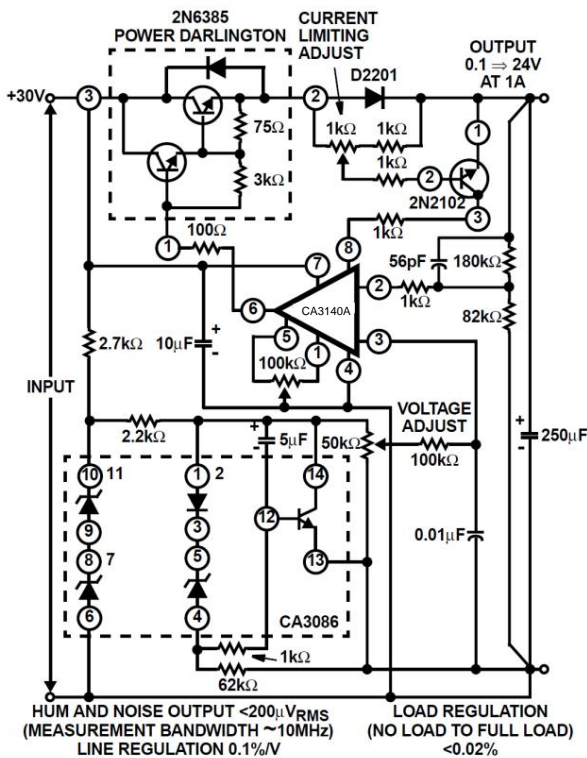 2N6385
POWER DARLINGTON
CURRENT
LIMITING
ADJUST
OUTPUT
0.1 ⇒ 24V
AT 1A
D2201
+30V
3
2
1
75Ω
1kΩ
1kΩ
1kΩ
2
3kΩ
2N2102
3
1
100Ω
1kΩ
8
7
56pF
180kΩ
6
CA3140A
2
1kΩ
82kΩ
5
1
3
4
2.7kΩ
10μF
+
-
100kΩ
INPUT
VOLTAGE
ADJUST
2.2kΩ
+
-
5μF
50kΩ
100kΩ
+
-
250μF
10
11
1
2
14
9
3
12
0.01μF
8
7
5
13
6
4
CA3086
1kΩ
62kΩ
HUM AND NOISE OUTPUT <200μVRMS
(MEASUREMENT BANDWIDTH ~10MHz)
LINE REGULATION 0.1%/V
LOAD REGULATION
(NO LOAD TO FULL LOAD)
<0.02%